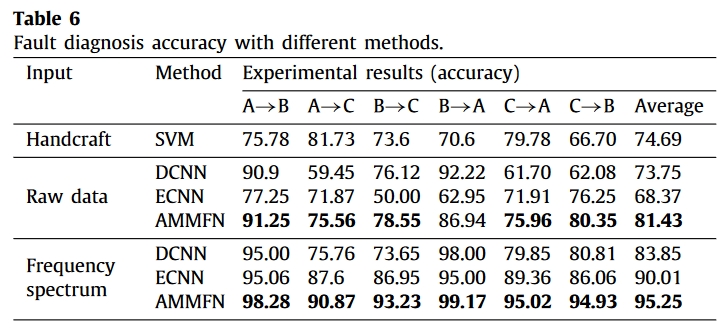 Table 6
Fault diagnosis accuracy with different methods.
Input Method Experimental results (accuracy)
A→B A→C B→C B→A C→A C→B Average
Handcraft SVM 75.78 81.73 73.6 70.6 79.78 66.70 74.69
Raw data
DCNN 90.9 59.45 76.12 92.22 61.70 62.08 73.75
ECNN 77.25 71.87 50.00 62.95 71.91 76.25 68.37
AMMFN 91.25 75.56 78.55 86.94 75.96 80.35 81.43
Frequency
spectrum
DCNN 95.00 75.76 73.65 98.00 79.85 80.81 83.85
ECNN 95.06 87.6 86.95 95.00 89.36 86.06 90.01
AMMFN 98.28 90.87 93.23 99.17 95.02 94.93 95.25